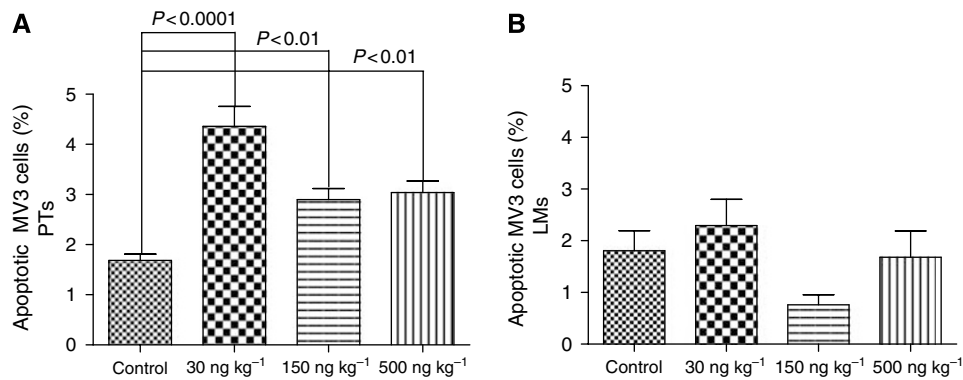 A
P<0.0001
P<0.01
P<0.01
Apoptotic MV3 cells (%)
PTs
5
4
3
2
1
0
Control
30 ng kg⁻¹
150 ng kg⁻¹
500 ng kg⁻¹
B
Apoptotic MV3 cells (%)
LMs
5
4
3
2
1
0
Control
30 ng kg⁻¹
150 ng kg⁻¹
500 ng kg⁻¹